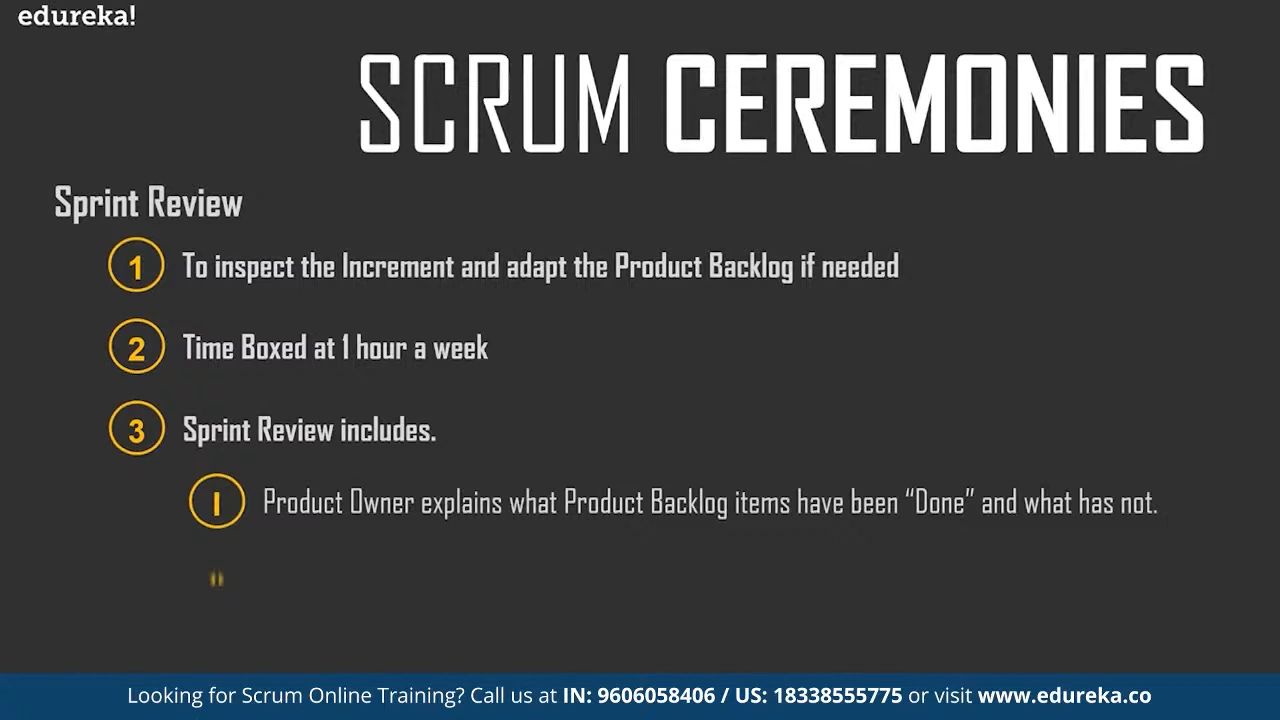 edureka!
SCRUM CEREMONIES
Sprint Review
1 To inspect the Increment and adapt the Product Backlog if needed
2 Time Boxed at 1 hour a week
3 Sprint Review includes.
I Product Owner explains what Product Backlog items have been “Done” and what has not.
Looking for Scrum Online Training? Call us at IN: 9606058406 / US: 18338555775 or visit www.edureka.co